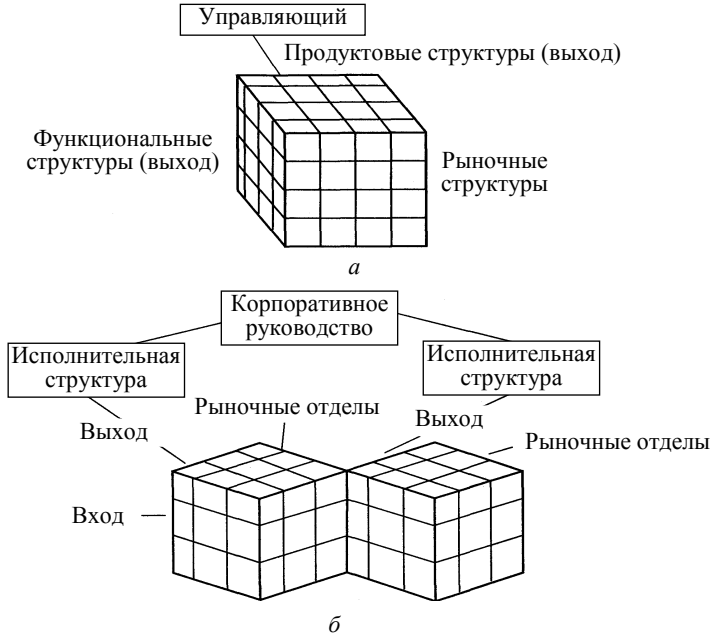 Управляющий
Продуктовые структуры (выход)
Функциональные
структуры (выход)
Рыночные
структуры
а
Корпоративное
руководство
Исполнительная
структура
Исполнительная
структура
Рыночные отделы
Выход
Выход
Рыночные отделы
Вход
б